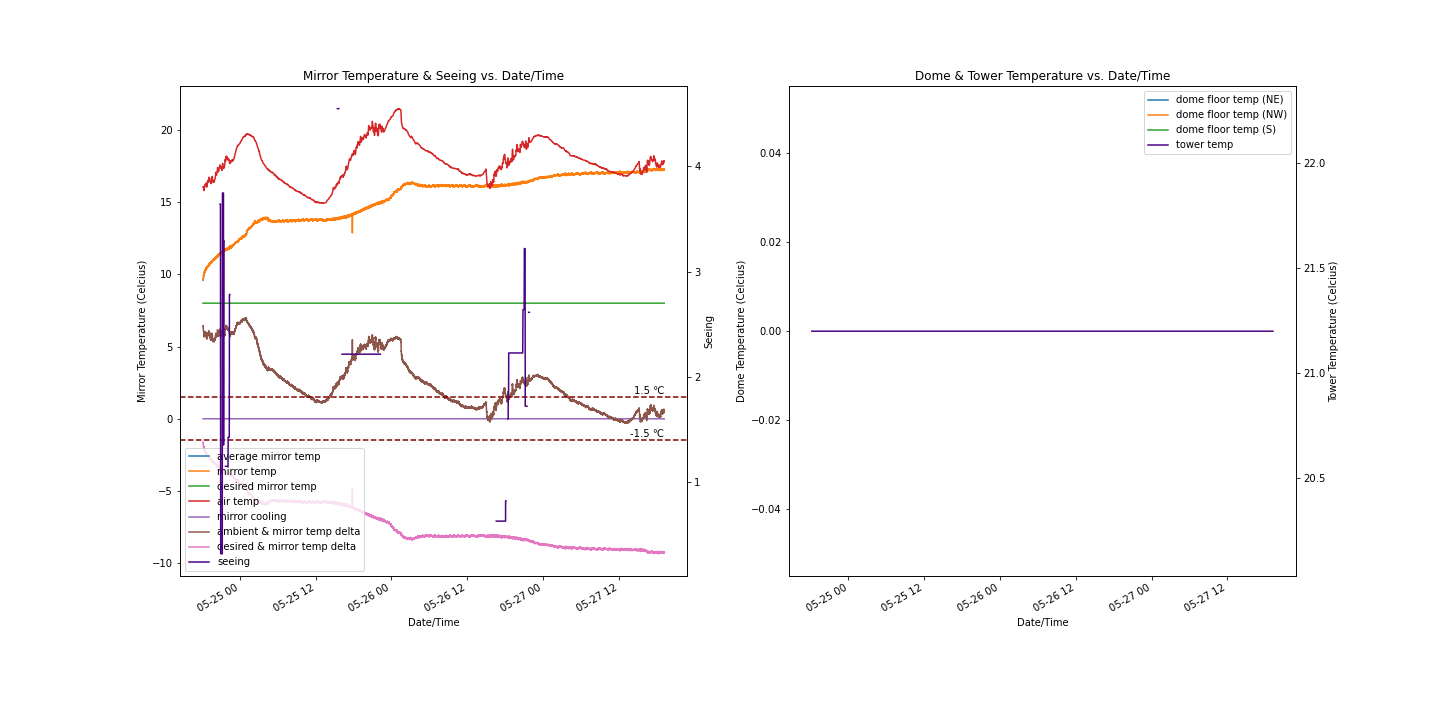 Mirror Temperature & Seeing vs. Date/Time
Mirror Temperature (Celcius)
20
15
10
5
0
−5
−10
4
3
2
1
Seeing
1.5 °C
-1.5 °C
average mirror temp
mirror temp
desired mirror temp
air temp
mirror cooling
ambient & mirror temp delta
desired & mirror temp delta
seeing
05-25 00
05-25 12
05-26 00
05-26 12
05-27 00
05-27 12
Date/Time
Dome & Tower Temperature vs. Date/Time
Dome Temperature (Celcius)
0.04
0.02
0.00
−0.02
−0.04
dome floor temp (NE)
dome floor temp (NW)
dome floor temp (S)
tower temp
22.0
21.5
21.0
20.5
Tower Temperature (Celcius)
05-25 00
05-25 12
05-26 00
05-26 12
05-27 00
05-27 12
Date/Time